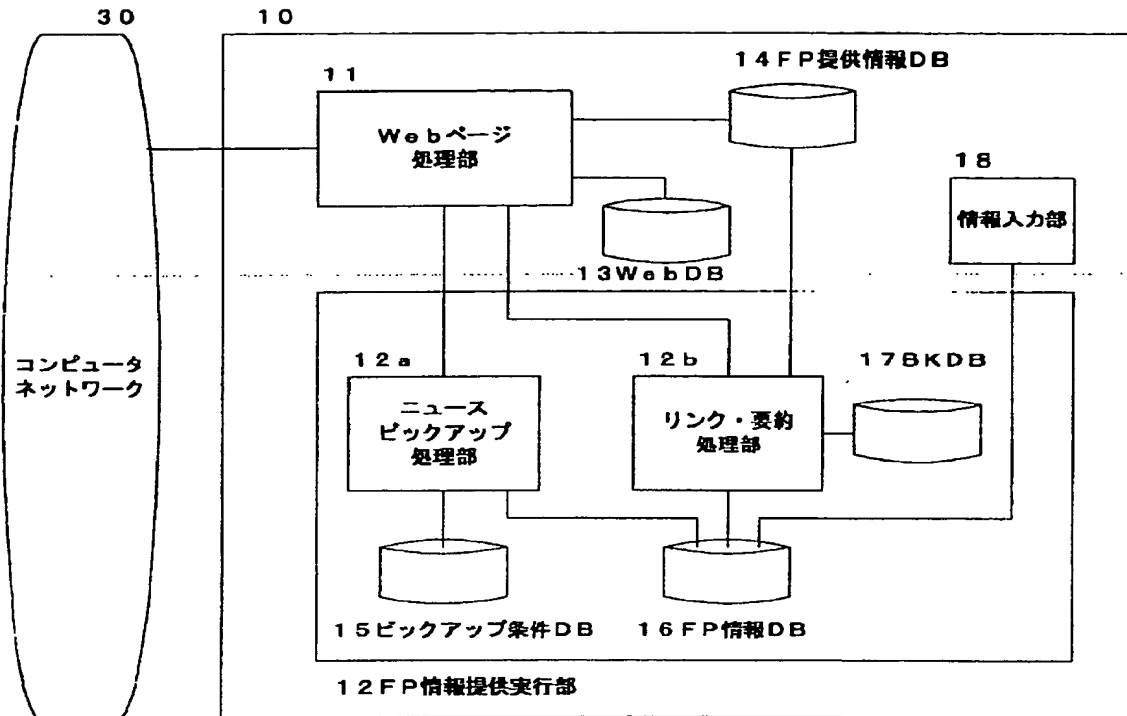 30
10
14FP提供情報DB
11
Webページ
処理部
18
情報入力部
13WebDB
コンピュータ
ネットワーク
12a
12b
17BKDB
ニュース
ピックアップ
処理部
リンク・要約
処理部
15ピックアップ条件DB
16FP情報DB
12FP情報提供実行部